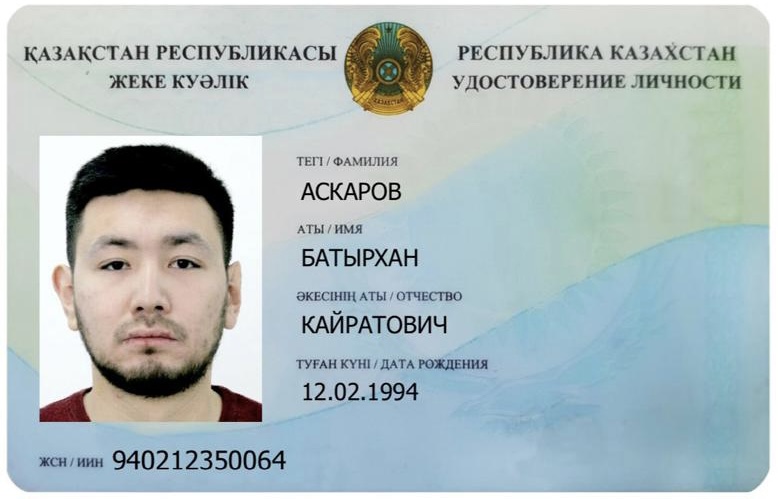 ҚАЗАҚСТАН РЕСПУБЛИКАСЫ
ЖЕКЕ КУӘЛІК
РЕСПУБЛИКА КАЗАХСТАН
УДОСТОВЕРЕНИЕ ЛИЧНОСТИ
ҚАЗАҚСТАН
ТЕГІ / ФАМИЛИЯ
АСКАРОВ
АТЫ / ИМЯ
БАТЫРХАН
ӘКЕСІНІҢ АТЫ / ОТЧЕСТВО
КАЙРАТОВИЧ
ТУҒАН КҮНІ / ДАТА РОЖДЕНИЯ
12.02.1994
ЖСН / ИИН 940212350064